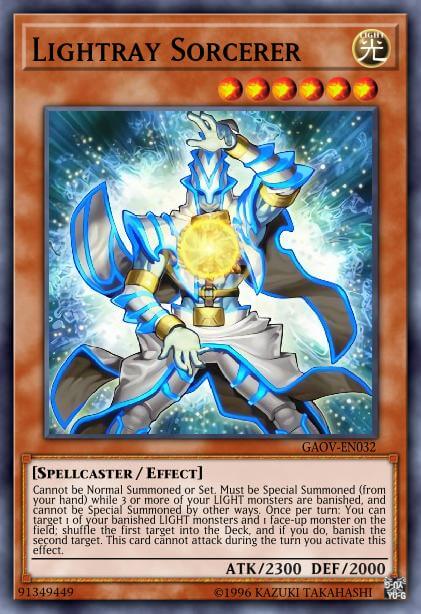 LIGHTRAY SORCERER
LIGHT
光
GAOV-EN032
[SPELLCASTER / EFFECT]
Cannot be Normal Summoned or Set. Must be Special Summoned (from
your hand) while 3 or more of your LIGHT monsters are banished, and
cannot be Special Summoned by other ways. Once per turn: You can
target 1 of your banished LIGHT monsters and 1 face-up monster on the
field; shuffle the first target into the Deck, and if you do, banish
the second target. This card cannot attack during the turn you activate this
effect.
ATK/2300 DEF/2000
91349449
©1996 KAZUKI TAKAHASHI